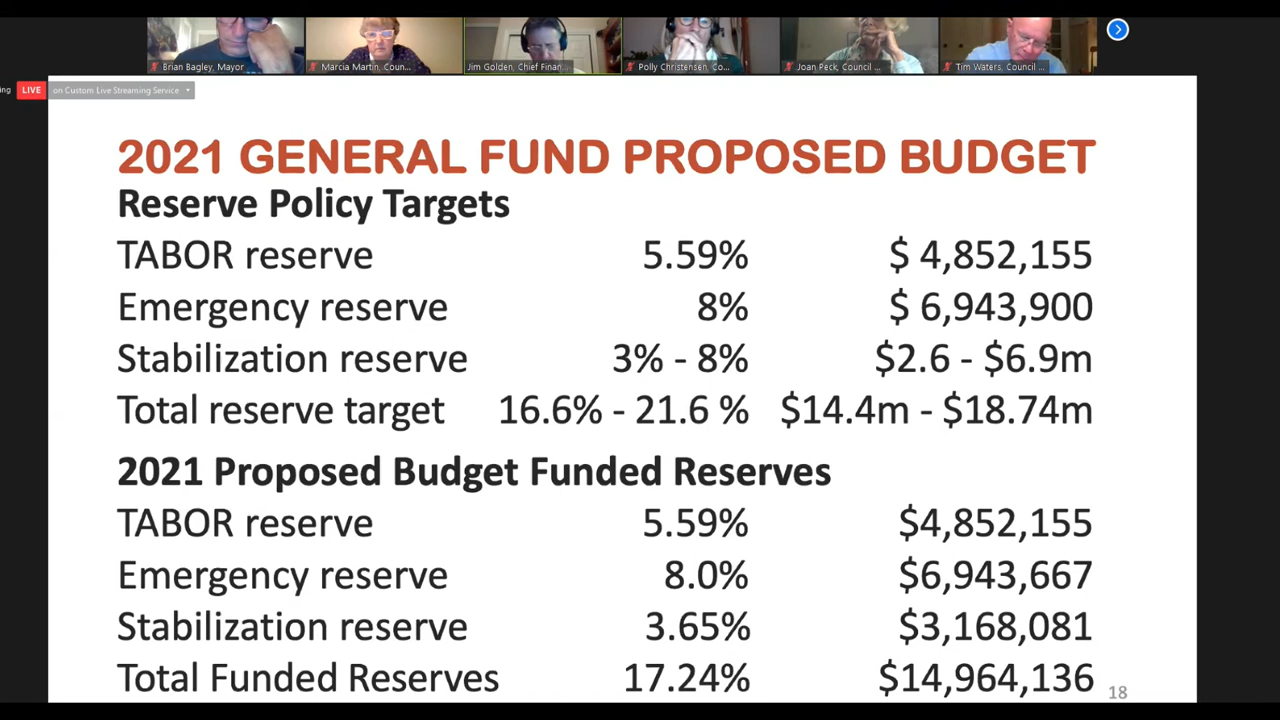 Brian Bagley, Mayor
Marcia Martin, Coun...
Jim Golden, Chief Finan...
Polly Christensen, Co...
Joan Peck, Council ...
Tim Waters, Council ...
ing
LIVE
on Custom Live Streaming Service
2021 GENERAL FUND PROPOSED BUDGET
Reserve Policy Targets
TABOR reserve 5.59% $ 4,852,155
Emergency reserve 8% $ 6,943,900
Stabilization reserve 3% - 8% $2.6 - $6.9m
Total reserve target 16.6% - 21.6 % $14.4m - $18.74m
2021 Proposed Budget Funded Reserves
TABOR reserve 5.59% $4,852,155
Emergency reserve 8.0% $6,943,667
Stabilization reserve 3.65% $3,168,081
Total Funded Reserves 17.24% $14,964,136
18